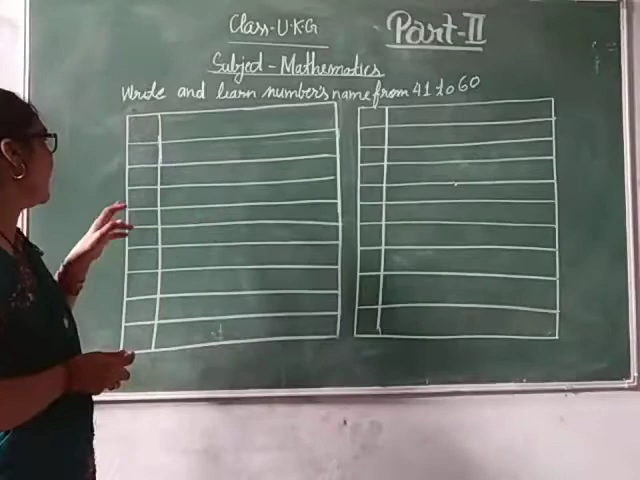 Class-U.K.G
Part-II
Subject-Mathematics
Write and learn numbers name from 41 to 60